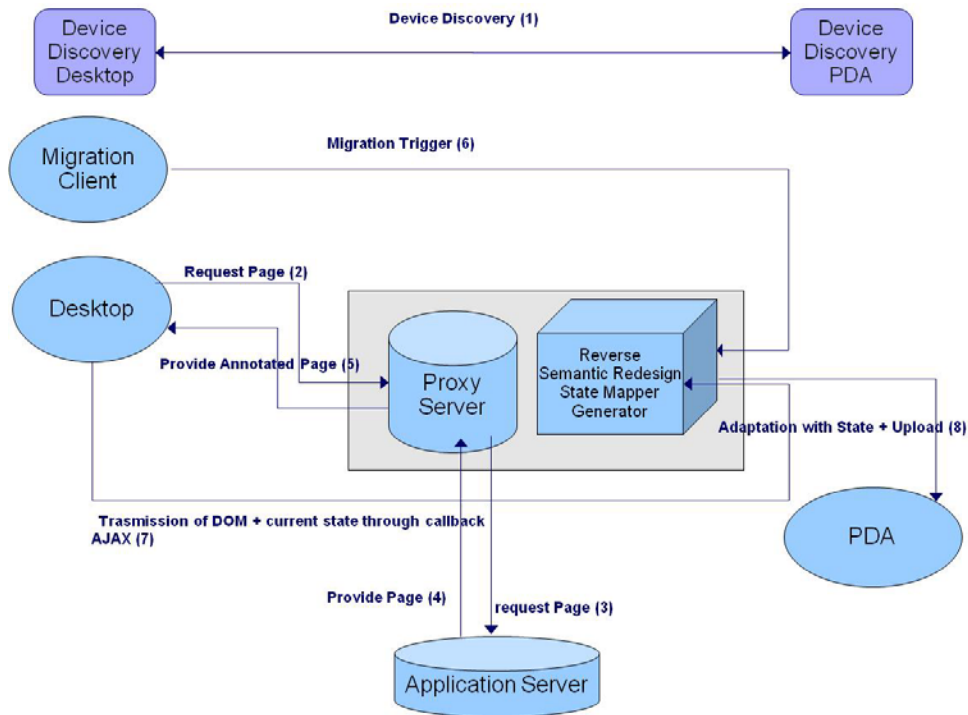 Device Discovery (1)
Device
Discovery
Desktop
Device
Discovery
PDA
Migration Trigger (6)
Migration
Client
Request Page (2)
Desktop
Provide Annotated Page (5)
Proxy
Server
Reverse
Semantic Redesign
State Mapper
Generator
Adaptation with State + Upload (8)
PDA
Trasmission of DOM + current state through callback
AJAX (7)
Provide Page (4)
request Page (3)
Application Server